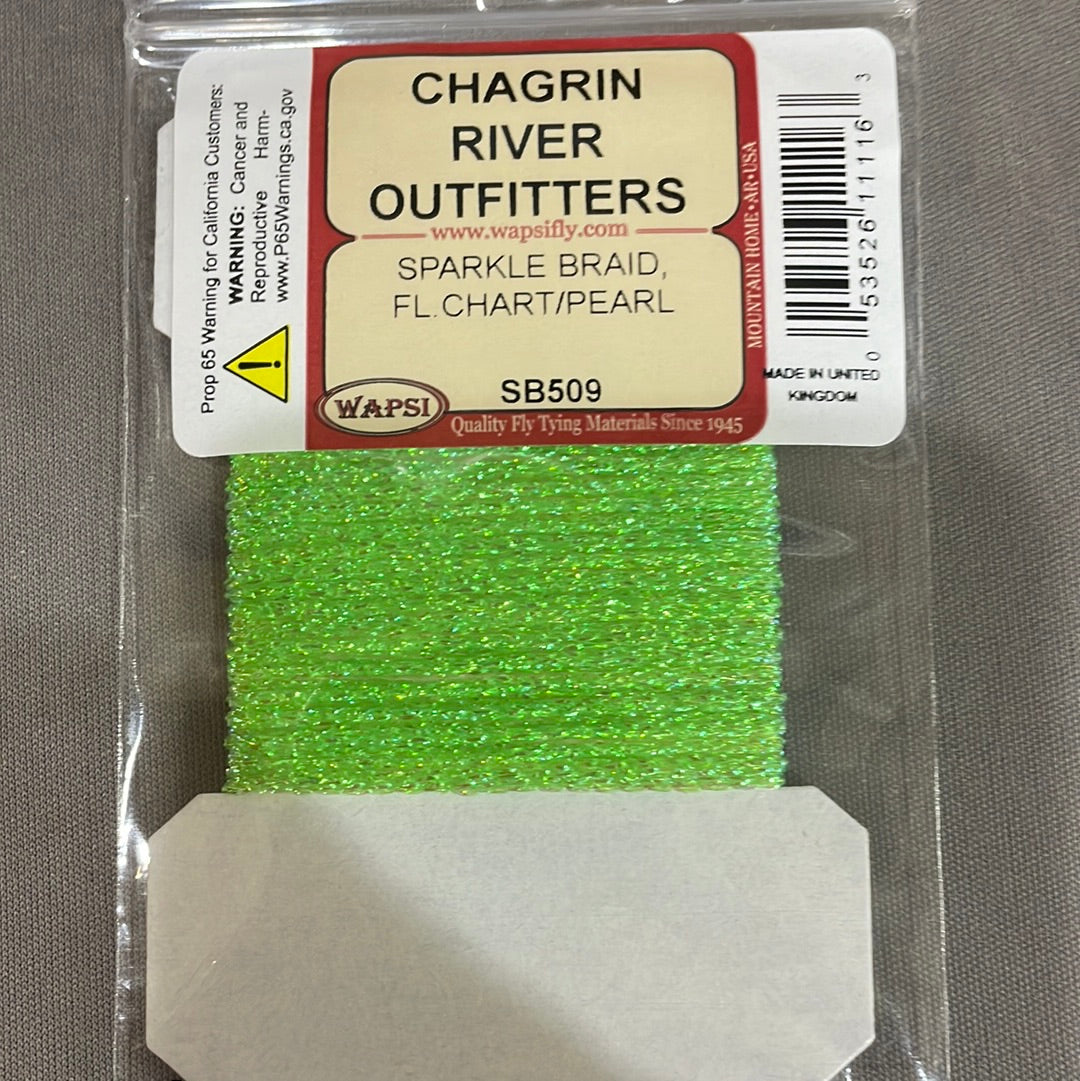 Prop 65 Warning for California Customers:
WARNING: Cancer and
Reproductive Harm-
www.P65Warnings.ca.gov
!
CHAGRIN
RIVER
OUTFITTERS
www.wapsifly.com
SPARKLE BRAID,
FL.CHART/PEARL
SB509
WAPSI
Quality Fly Tying Materials Since 1945
MOUNTAIN HOME•AR•USA
0 53526 11116 3
MADE IN UNITED
KINGDOM